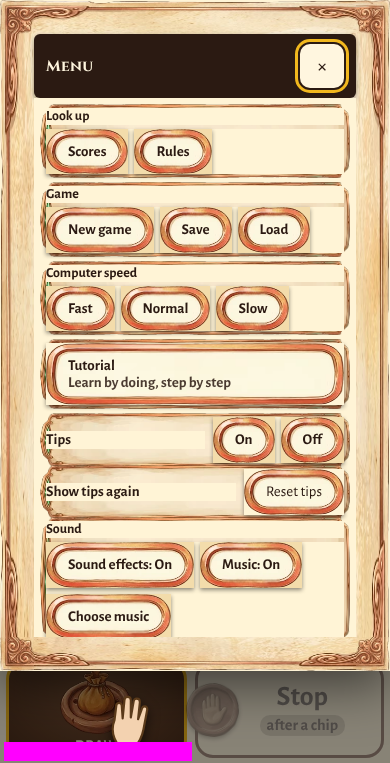 Menu
×
Look up
Scores
Rules
Game
New game
Save
Load
Computer speed
Fast
Normal
Slow
Tutorial
Learn by doing, step by step
Tips
On
Off
Show tips again
Reset tips
Sound
Sound effects: On
Music: On
Choose music
Stop
after a chip